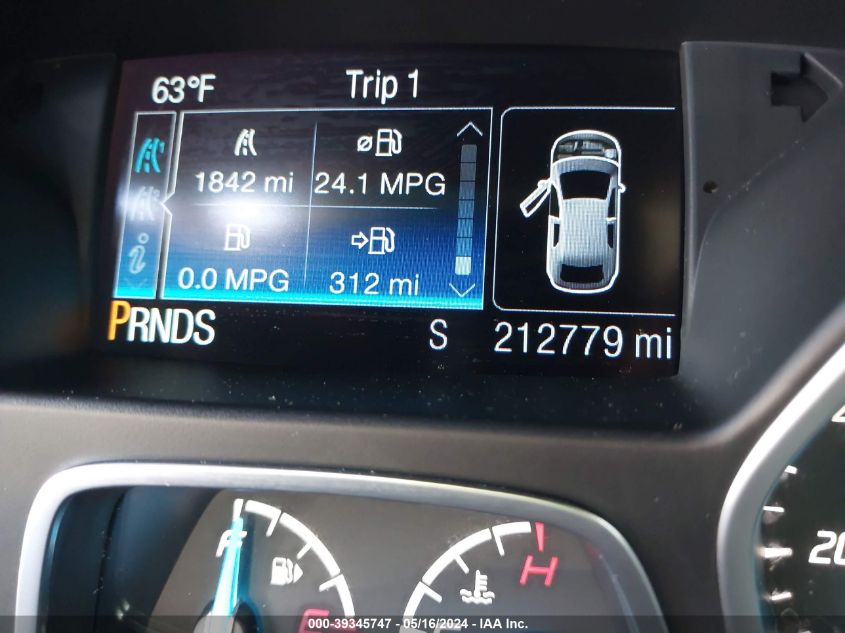 63°F Trip 1
1842 mi 24.1 MPG
0.0 MPG 312 mi
PRNDS S 212779 mi
F H
E
20
000-39345747 - 05/16/2024 - IAA Inc.